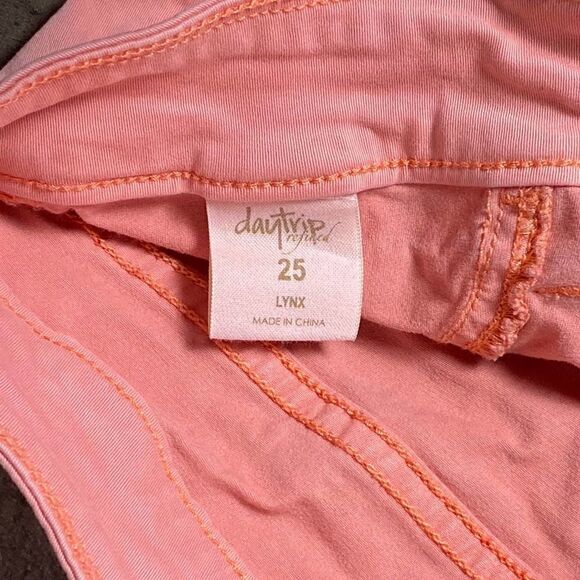 daytrip
refined
25
LYNX
MADE IN CHINA